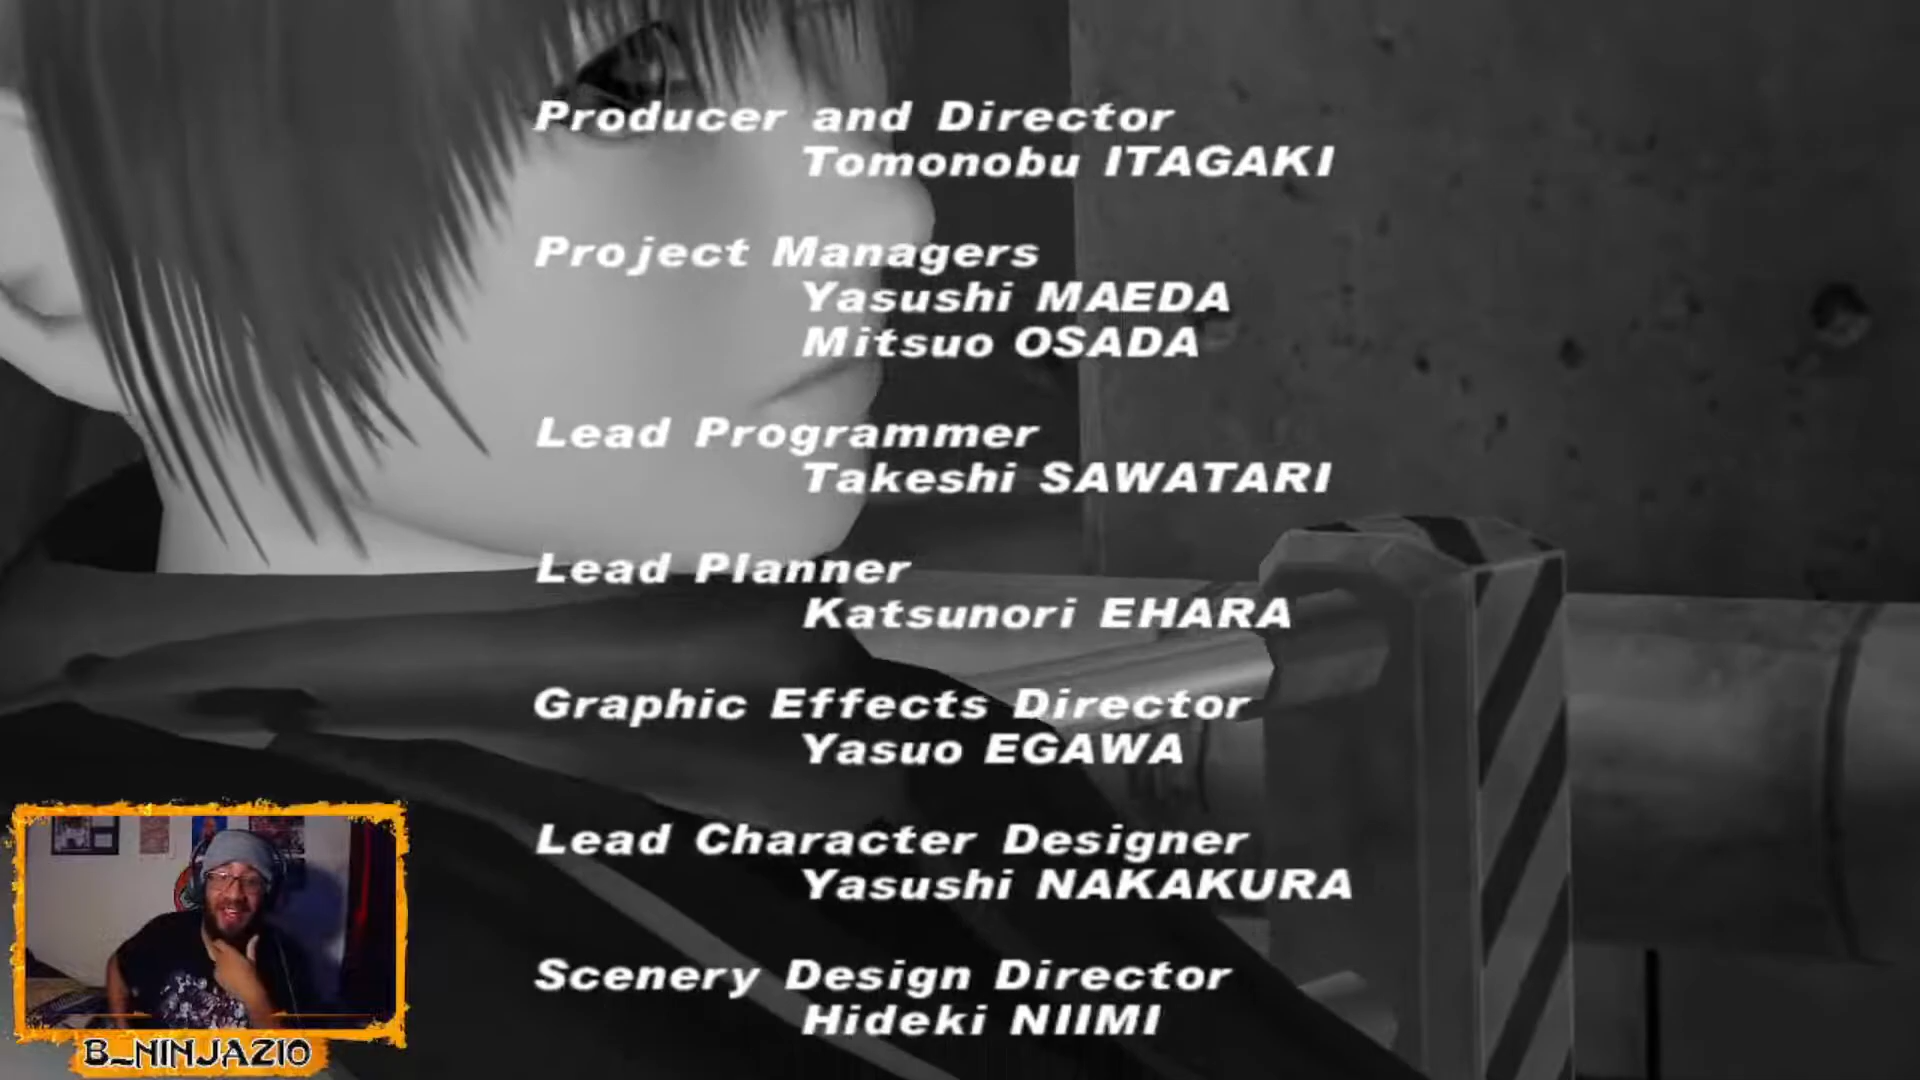 Producer and Director
Tomonobu ITAGAKI
Project Managers
Yasushi MAEDA
Mitsuo OSADA
Lead Programmer
Takeshi SAWATARI
Lead Planner
Katsunori EHARA
Graphic Effects Director
Yasuo EGAWA
Lead Character Designer
Yasushi NAKAKURA
Scenery Design Director
Hideki NIIMI
B_NINJAZ10